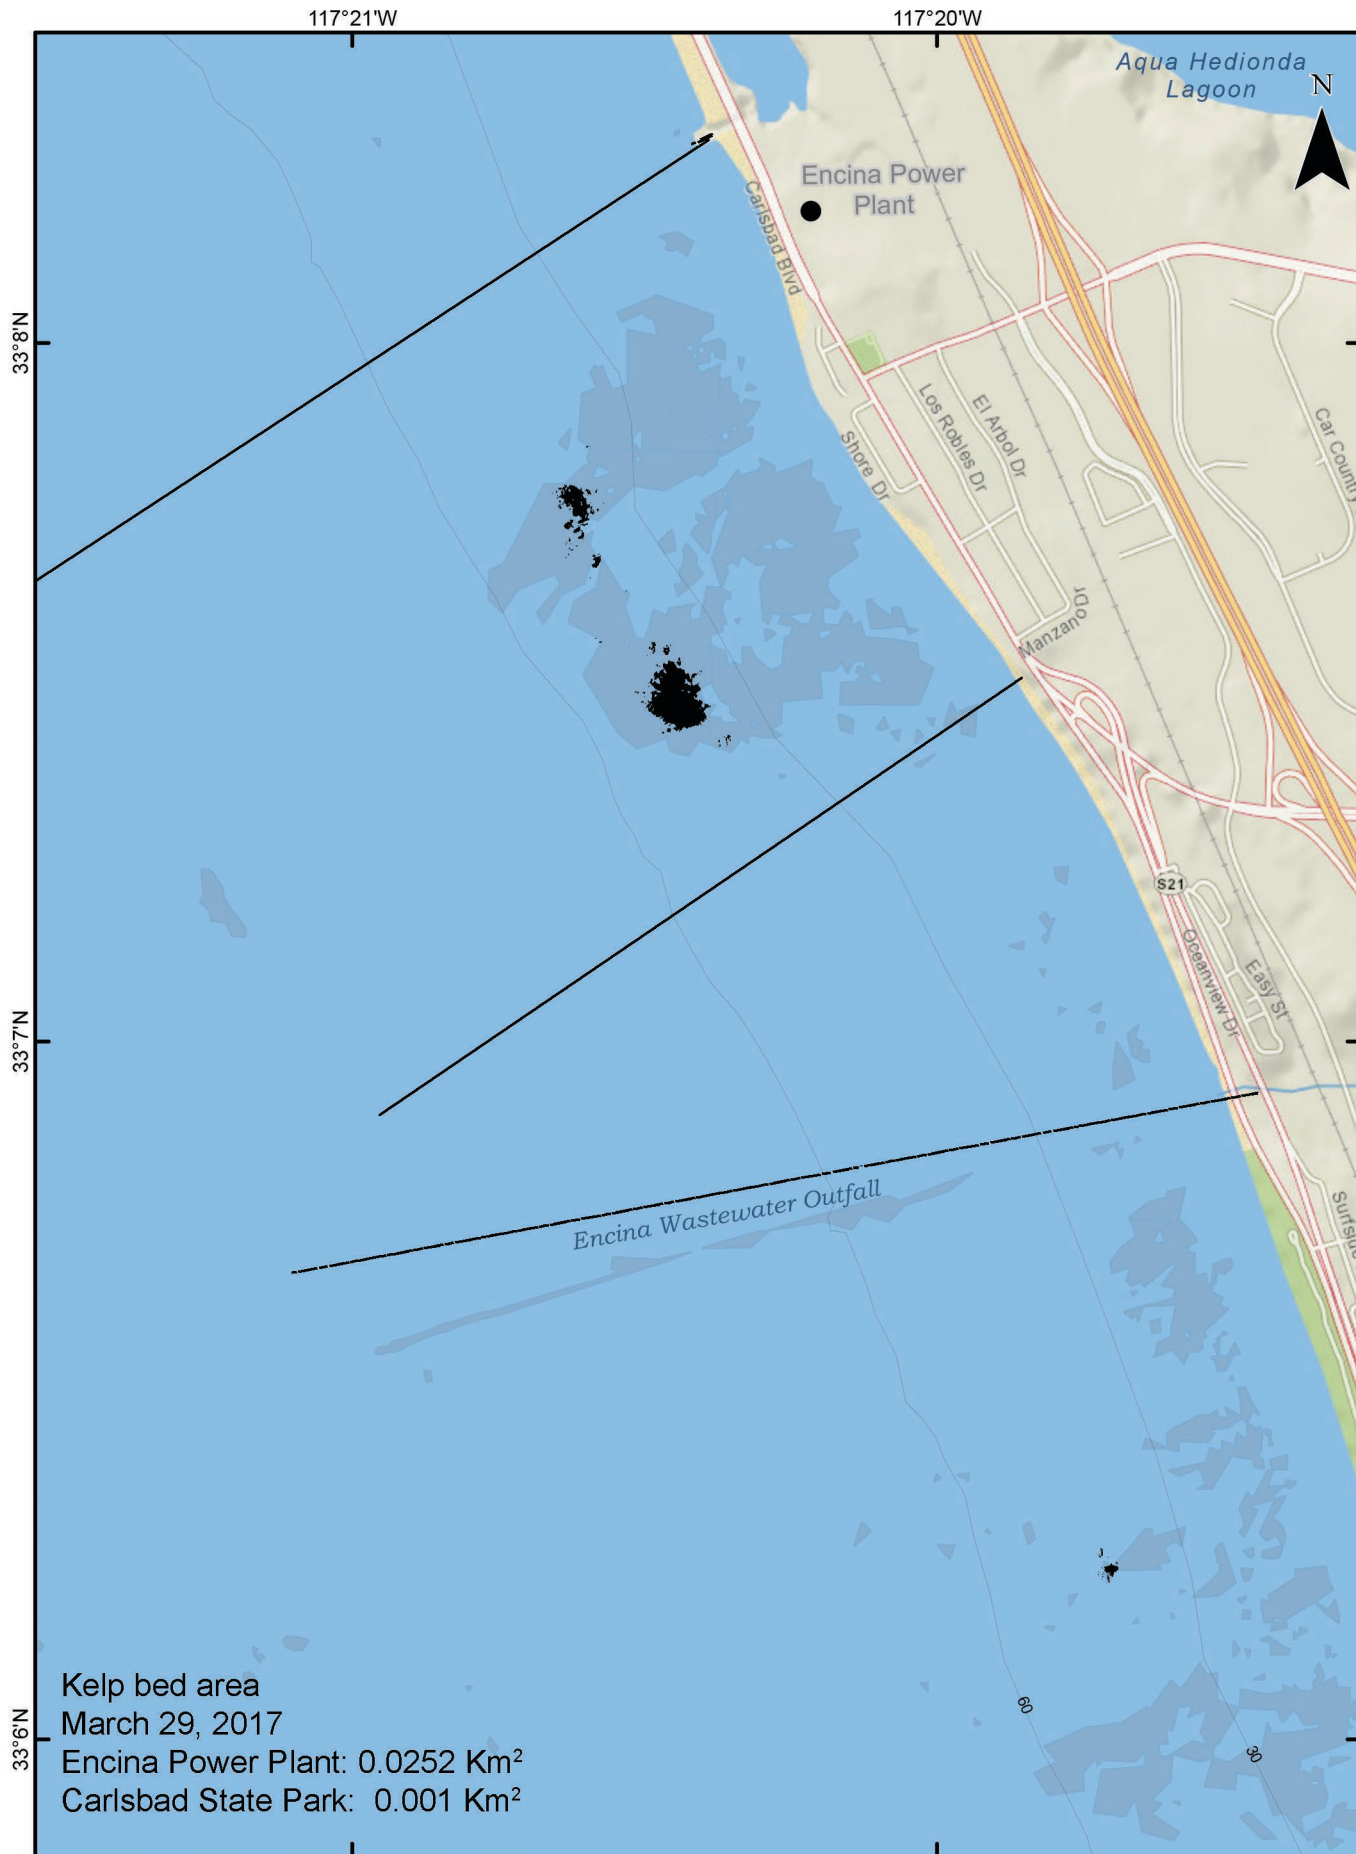 117°21'W
117°20'W
Aqua Hedionda
Lagoon
N
Encina Power
Plant
Carlsbad Blvd
33°8'N
Los Robles Dr
El Arbol Dr
Car Country
Shore Dr
Manzano Dr
S21
Oceanview Dr
Easy St
33°7'N
Encina Wastewater Outfall
Surfside
60
30
33°6'N
Kelp bed area
March 29, 2017
Encina Power Plant: 0.0252 Km²
Carlsbad State Park: 0.001 Km²